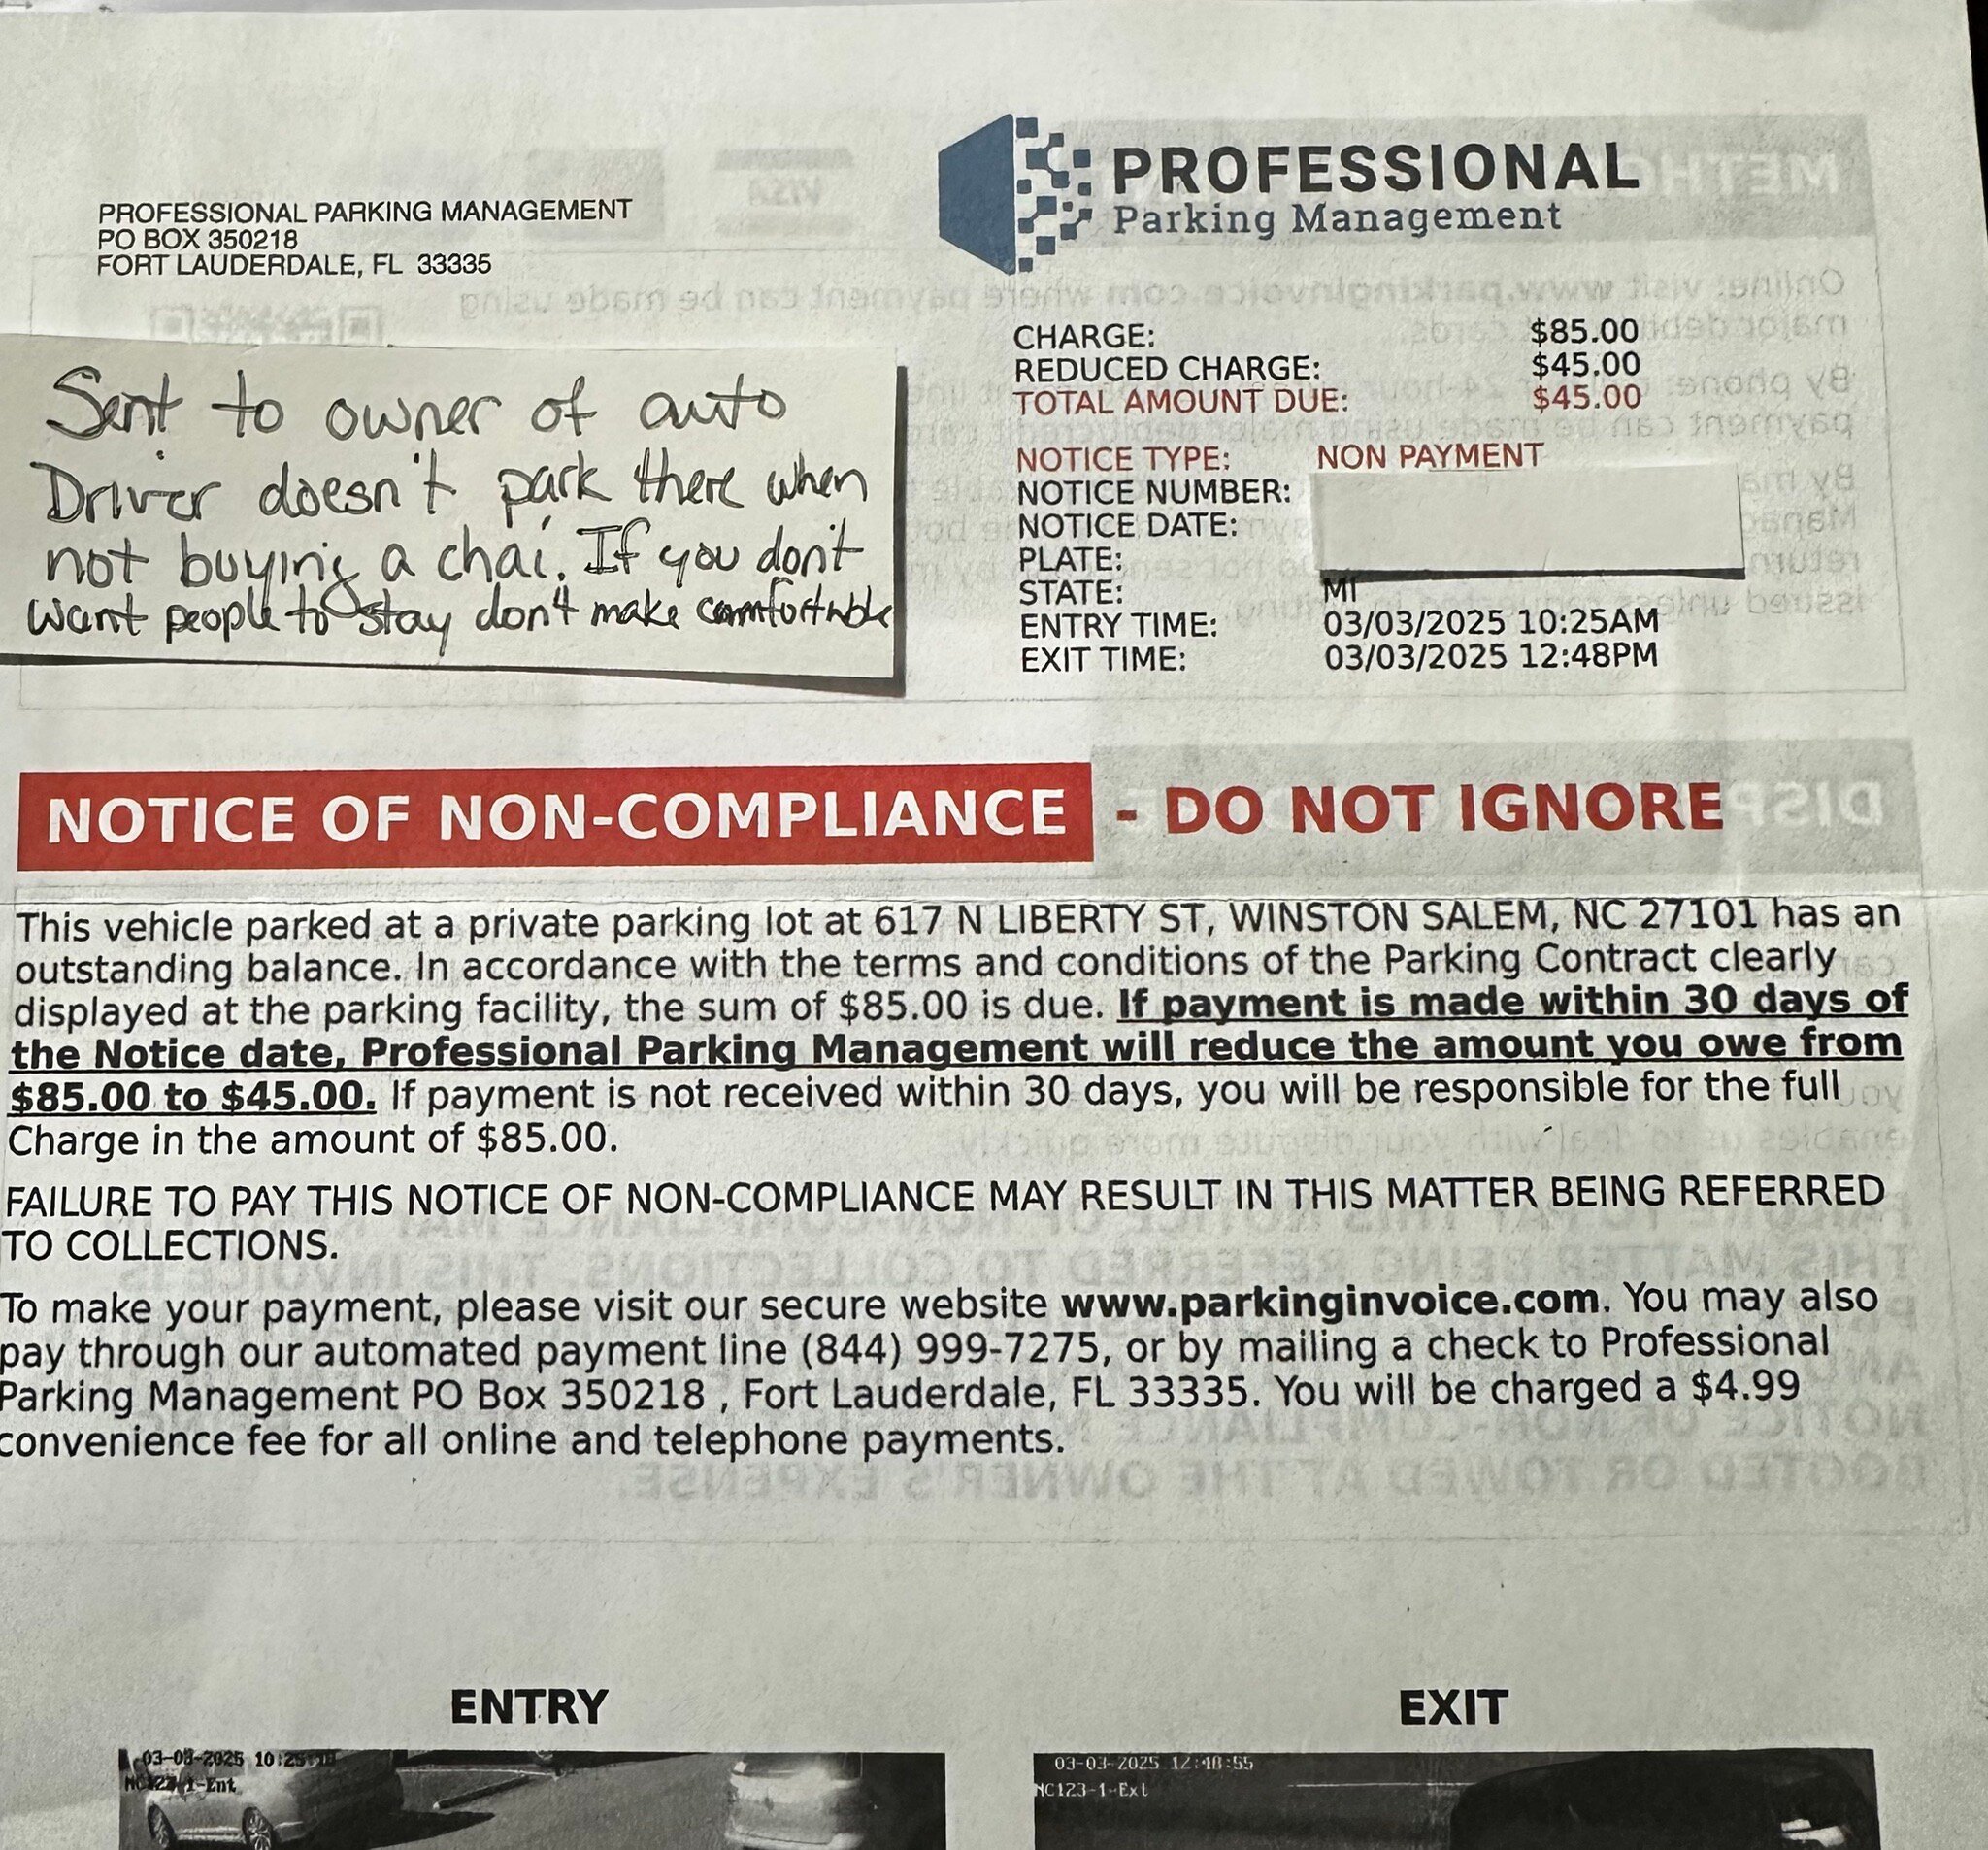 PROFESSIONAL PARKING MANAGEMENT
PO BOX 350218
FORT LAUDERDALE, FL 33335
PROFESSIONAL
Parking Management
Sent to owner of auto
Driver doesn't park there when
not buying a chai. If you don't
want people to stay don't make comfortable
CHARGE: $85.00
REDUCED CHARGE: $45.00
TOTAL AMOUNT DUE: $45.00
NOTICE TYPE: NON PAYMENT
NOTICE NUMBER:
NOTICE DATE:
PLATE:
STATE: MI
ENTRY TIME: 03/03/2025 10:25AM
EXIT TIME: 03/03/2025 12:48PM
NOTICE OF NON-COMPLIANCE - DO NOT IGNORE
This vehicle parked at a private parking lot at 617 N LIBERTY ST, WINSTON SALEM, NC 27101 has an
outstanding balance. In accordance with the terms and conditions of the Parking Contract clearly
displayed at the parking facility, the sum of $85.00 is due. If payment is made within 30 days of
the Notice date, Professional Parking Management will reduce the amount you owe from
$85.00 to $45.00. If payment is not received within 30 days, you will be responsible for the full
Charge in the amount of $85.00.
FAILURE TO PAY THIS NOTICE OF NON-COMPLIANCE MAY RESULT IN THIS MATTER BEING REFERRED
TO COLLECTIONS.
To make your payment, please visit our secure website www.parkinginvoice.com. You may also
pay through our automated payment line (844) 999-7275, or by mailing a check to Professional
Parking Management PO Box 350218 , Fort Lauderdale, FL 33335. You will be charged a $4.99
convenience fee for all online and telephone payments.
ENTRY
EXIT
03-03-2025
NC123-1-Ent
03-03-2025 12:48:55
NC123-1-Ext